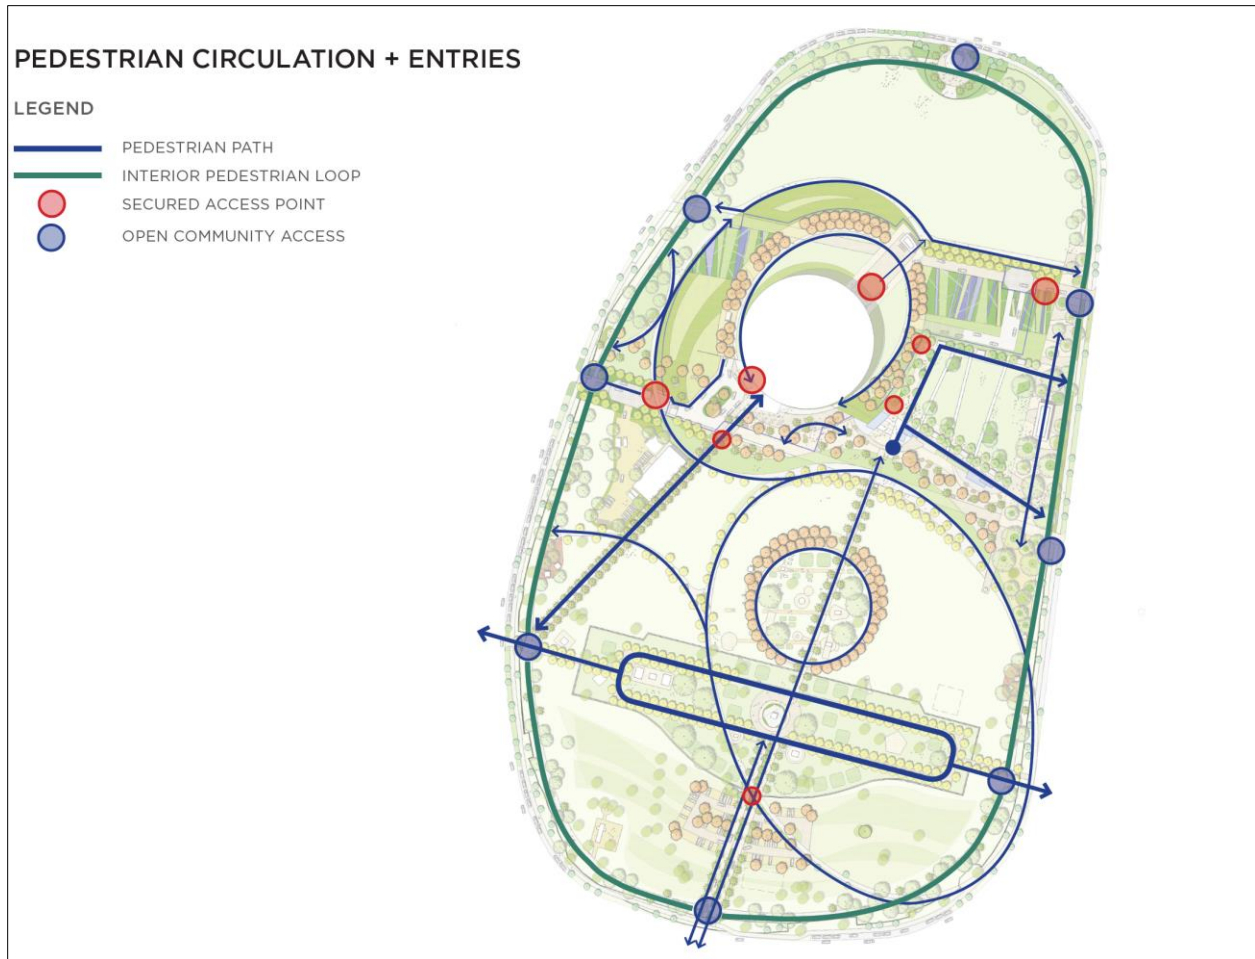 PEDESTRIAN CIRCULATION + ENTRIES
LEGEND
PEDESTRIAN PATH
INTERIOR PEDESTRIAN LOOP
SECURED ACCESS POINT
OPEN COMMUNITY ACCESS